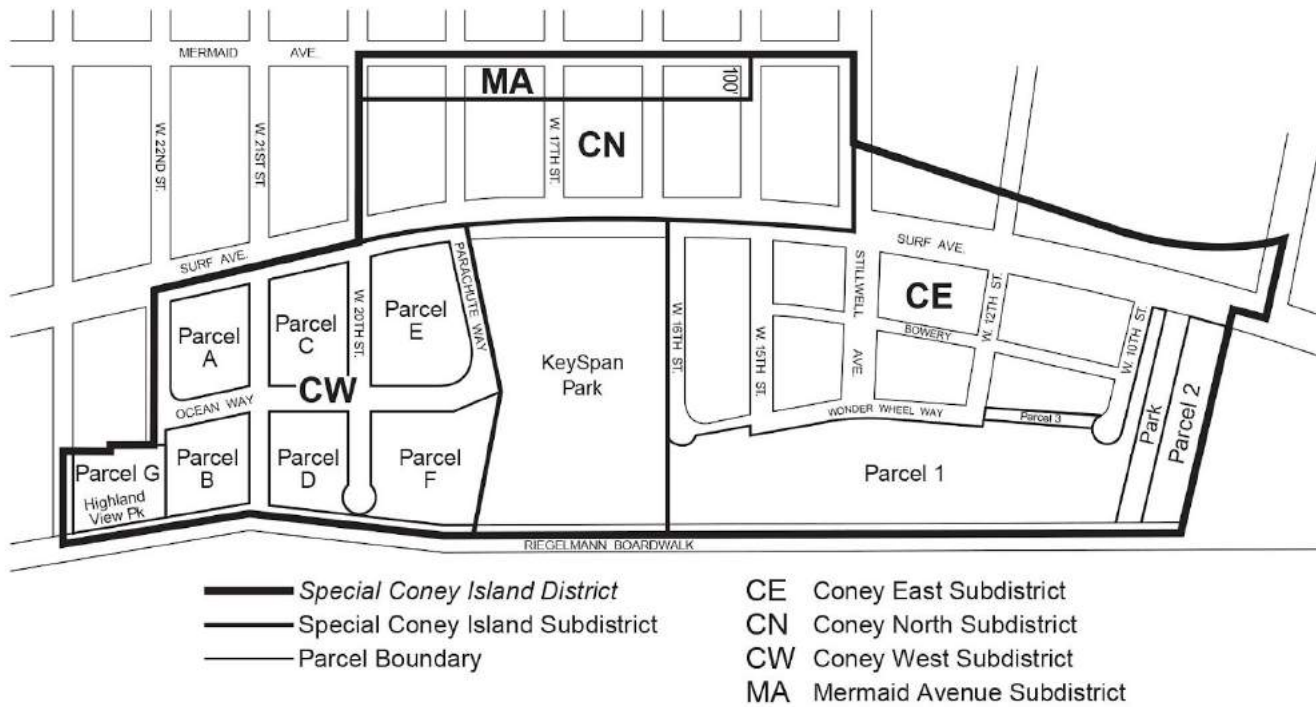 MERMAID AVE.
MA
100'
CN
W. 22ND ST.
W. 21ST ST.
W. 17TH ST.
SURF AVE.
SURF AVE.
Parcel
A
Parcel
C
W. 20TH ST.
Parcel
E
PARACHUTE WAY
KeySpan
Park
W. 16TH ST.
W. 15TH ST.
STILLWELL AVE.
CE
BOWERY
W. 12TH ST.
W. 10TH ST.
CW
OCEAN WAY
WONDER WHEEL WAY
Parcel 3
Park
Parcel 2
Parcel G
Highland
View Pk
Parcel
B
Parcel
D
Parcel
F
Parcel 1
RIEGELMANN BOARDWALK
Special Coney Island District
Special Coney Island Subdistrict
Parcel Boundary
CE Coney East Subdistrict
CN Coney North Subdistrict
CW Coney West Subdistrict
MA Mermaid Avenue Subdistrict